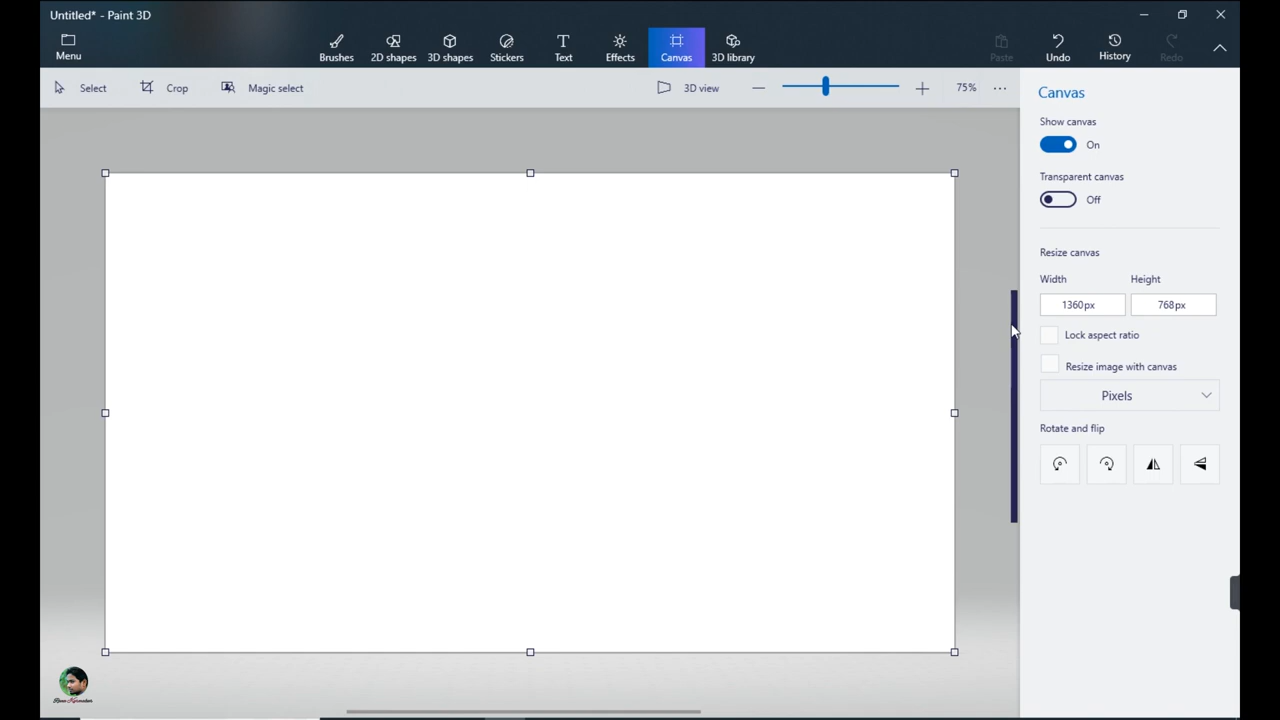 Untitled* - Paint 3D
Menu
Brushes
2D shapes
3D shapes
Stickers
Text
Effects
Canvas
3D library
Paste
Undo
History
Redo
Select
Crop
Magic select
3D view
75%
Canvas
Show canvas
On
Transparent canvas
Off
Resize canvas
Width Height
1360px 768px
Lock aspect ratio
Resize image with canvas
Pixels
Rotate and flip